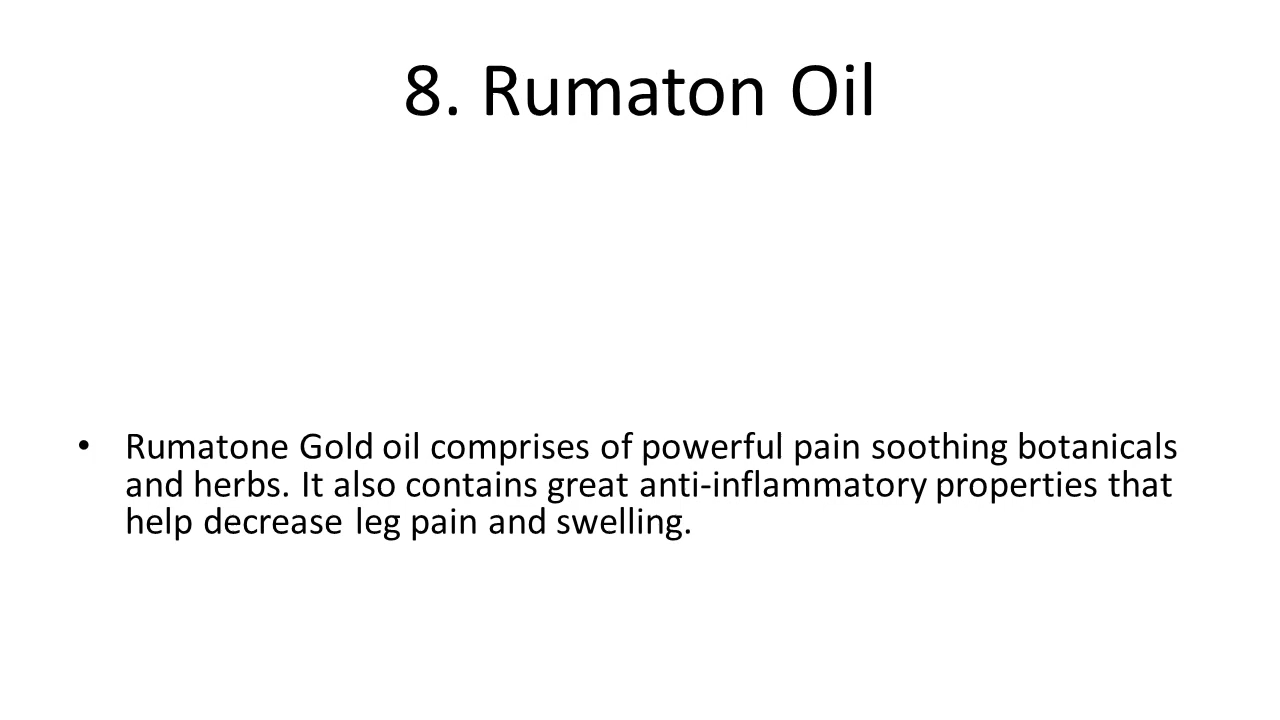 8. Rumaton Oil
• Rumatone Gold oil comprises of powerful pain soothing botanicals
and herbs. It also contains great anti-inflammatory properties that
help decrease leg pain and swelling.